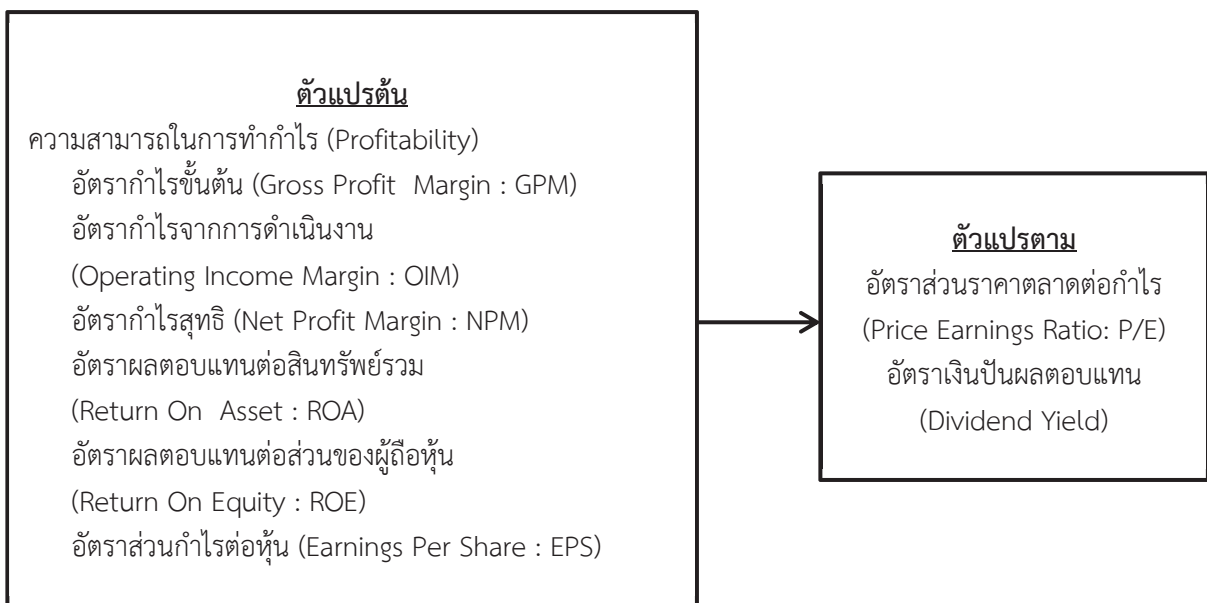 ตัวแปรต้น
ความสามารถในการทำกำไร (Profitability)
อัตรากำไรขั้นต้น (Gross Profit Margin : GPM)
อัตรากำไรจากการดำเนินงาน
(Operating Income Margin : OIM)
อัตรากำไรสุทธิ (Net Profit Margin : NPM)
อัตราผลตอบแทนต่อสินทรัพย์รวม
(Return On Asset : ROA)
อัตราผลตอบแทนต่อส่วนของผู้ถือหุ้น
(Return On Equity : ROE)
อัตราส่วนกำไรต่อหุ้น (Earnings Per Share : EPS)
ตัวแปรตาม
อัตราส่วนราคาตลาดต่อกำไร
(Price Earnings Ratio: P/E)
อัตราเงินปันผลตอบแทน
(Dividend Yield)